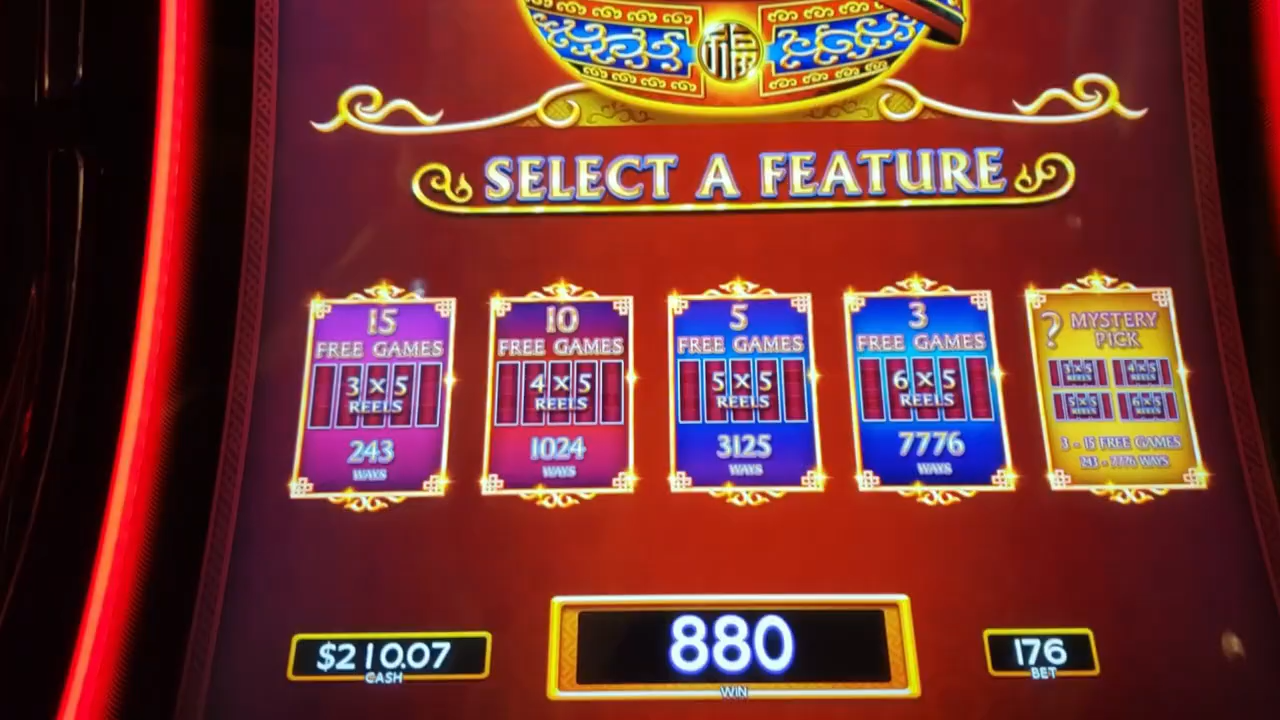 福
SELECT A FEATURE
15
FREE GAMES
3 x 5
REELS
243
WAYS
10
FREE GAMES
4 x 5
REELS
1024
WAYS
5
FREE GAMES
5 x 5
REELS
3125
WAYS
3
FREE GAMES
6 x 5
REELS
7776
WAYS
? MYSTERY
PICK
3 x 5
REELS
4 x 5
REELS
5 x 5
REELS
6 x 5
REELS
3 - 15 FREE GAMES
243 - 7776 WAYS
$210.07
CASH
880
WIN
176
BET